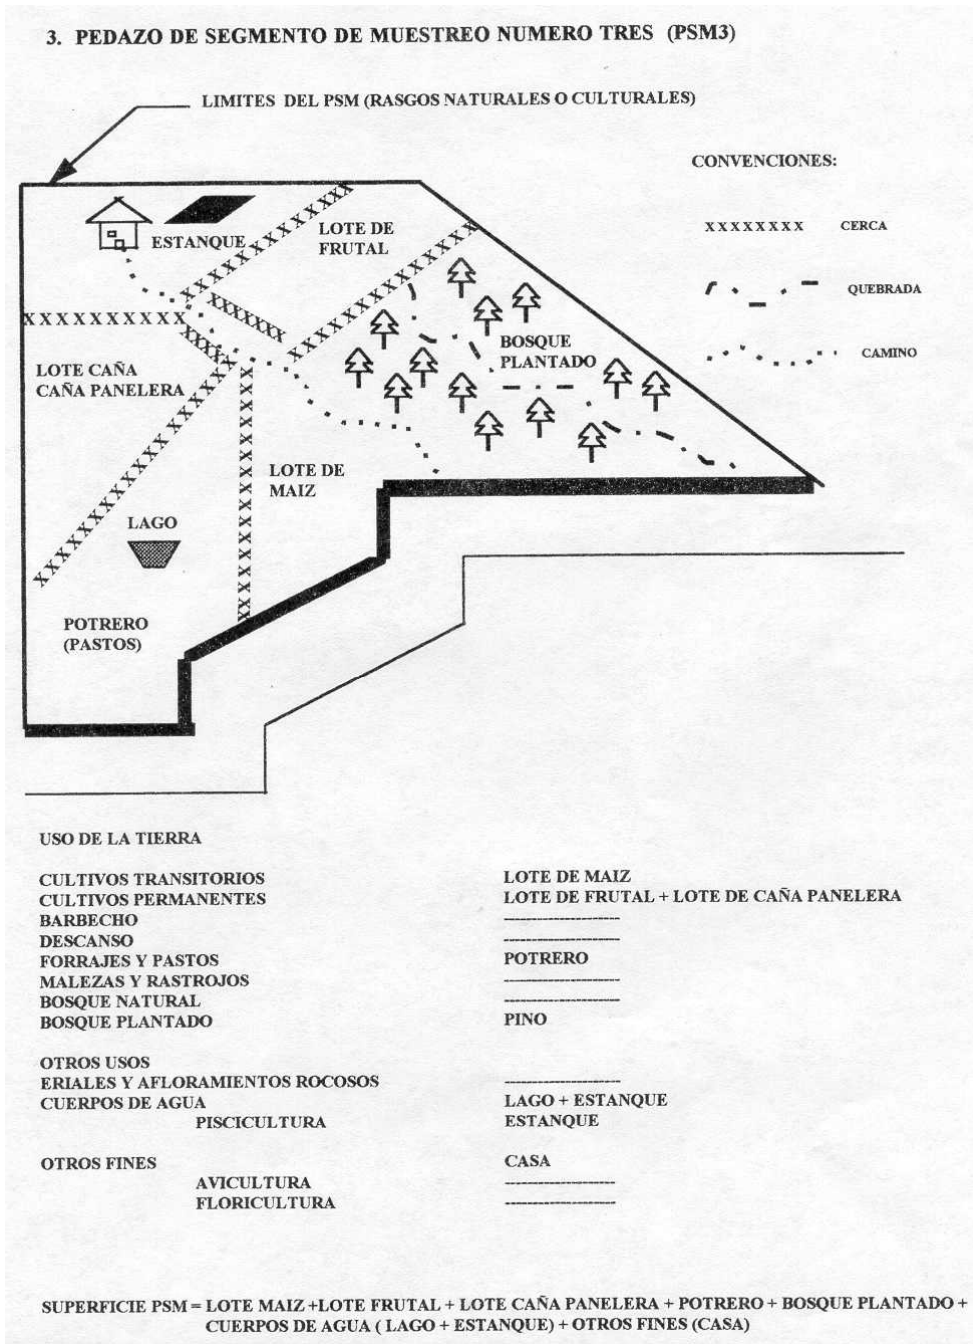 3. PEDAZO DE SEGMENTO DE MUESTREO NUMERO TRES (PSM3)
LIMITES DEL PSM (RASGOS NATURALES O CULTURALES)
CONVENCIONES:
XXXXXXXX CERCA
QUEBRADA
CAMINO
ESTANQUE
LOTE DE
FRUTAL
BOSQUE
PLANTADO
LOTE CAÑA
CAÑA PANELERA
LOTE DE
MAIZ
LAGO
POTRERO
(PASTOS)
USO DE LA TIERRA
CULTIVOS TRANSITORIOS LOTE DE MAIZ
CULTIVOS PERMANENTES LOTE DE FRUTAL + LOTE DE CAÑA PANELERA
BARBECHO --------------------
DESCANSO --------------------
FORRAJES Y PASTOS POTRERO
MALEZAS Y RASTROJOS --------------------
BOSQUE NATURAL --------------------
BOSQUE PLANTADO PINO
OTROS USOS
ERIALES Y AFLORAMIENTOS ROCOSOS --------------------
CUERPOS DE AGUA LAGO + ESTANQUE
PISCICULTURA ESTANQUE
OTROS FINES CASA
AVICULTURA --------------------
FLORICULTURA --------------------
SUPERFICIE PSM = LOTE MAIZ +LOTE FRUTAL + LOTE CAÑA PANELERA + POTRERO + BOSQUE PLANTADO +
CUERPOS DE AGUA ( LAGO + ESTANQUE) + OTROS FINES (CASA)